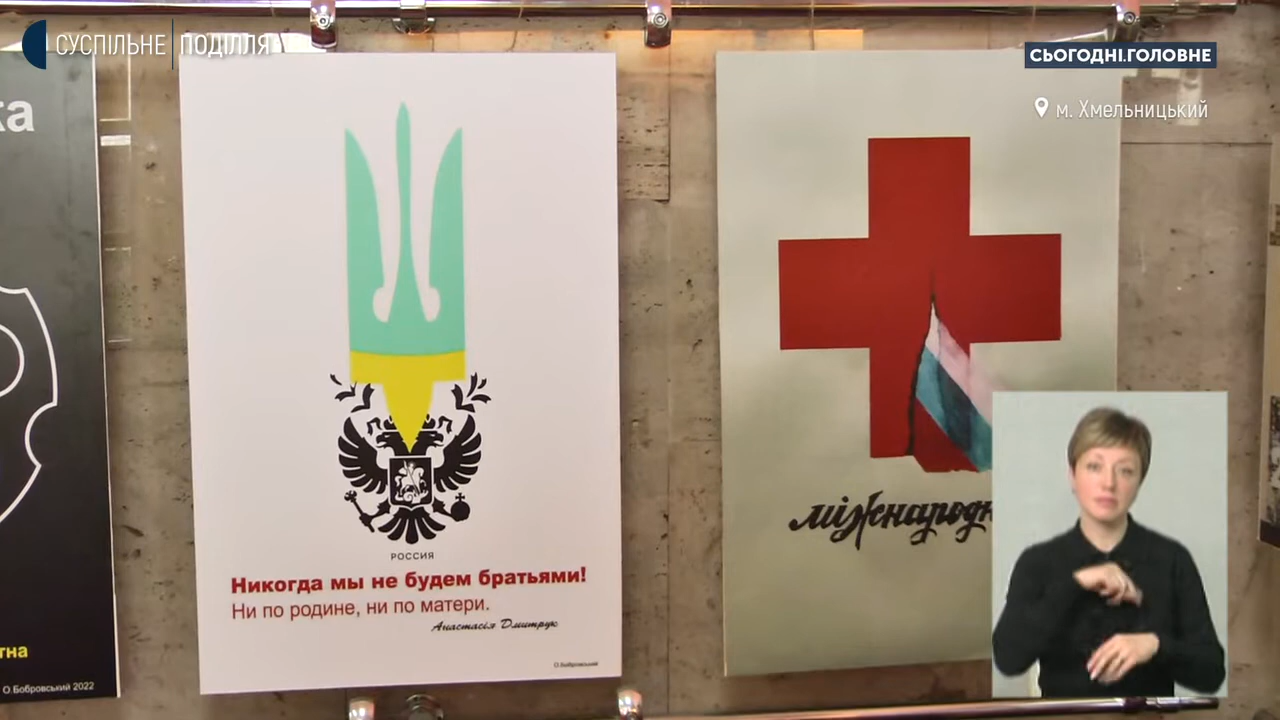 СУСПІЛЬНЕ ПОДІЛЛЯ
СЬОГОДНІ.ГОЛОВНЕ
м. Хмельницький
ка
тна
О.Бобровський 2022
РОССИЯ
Никогда мы не будем братьями!
Ни по родине, ни по матери.
Анастасія Дмитрук
О.Бобровський
міжнародн